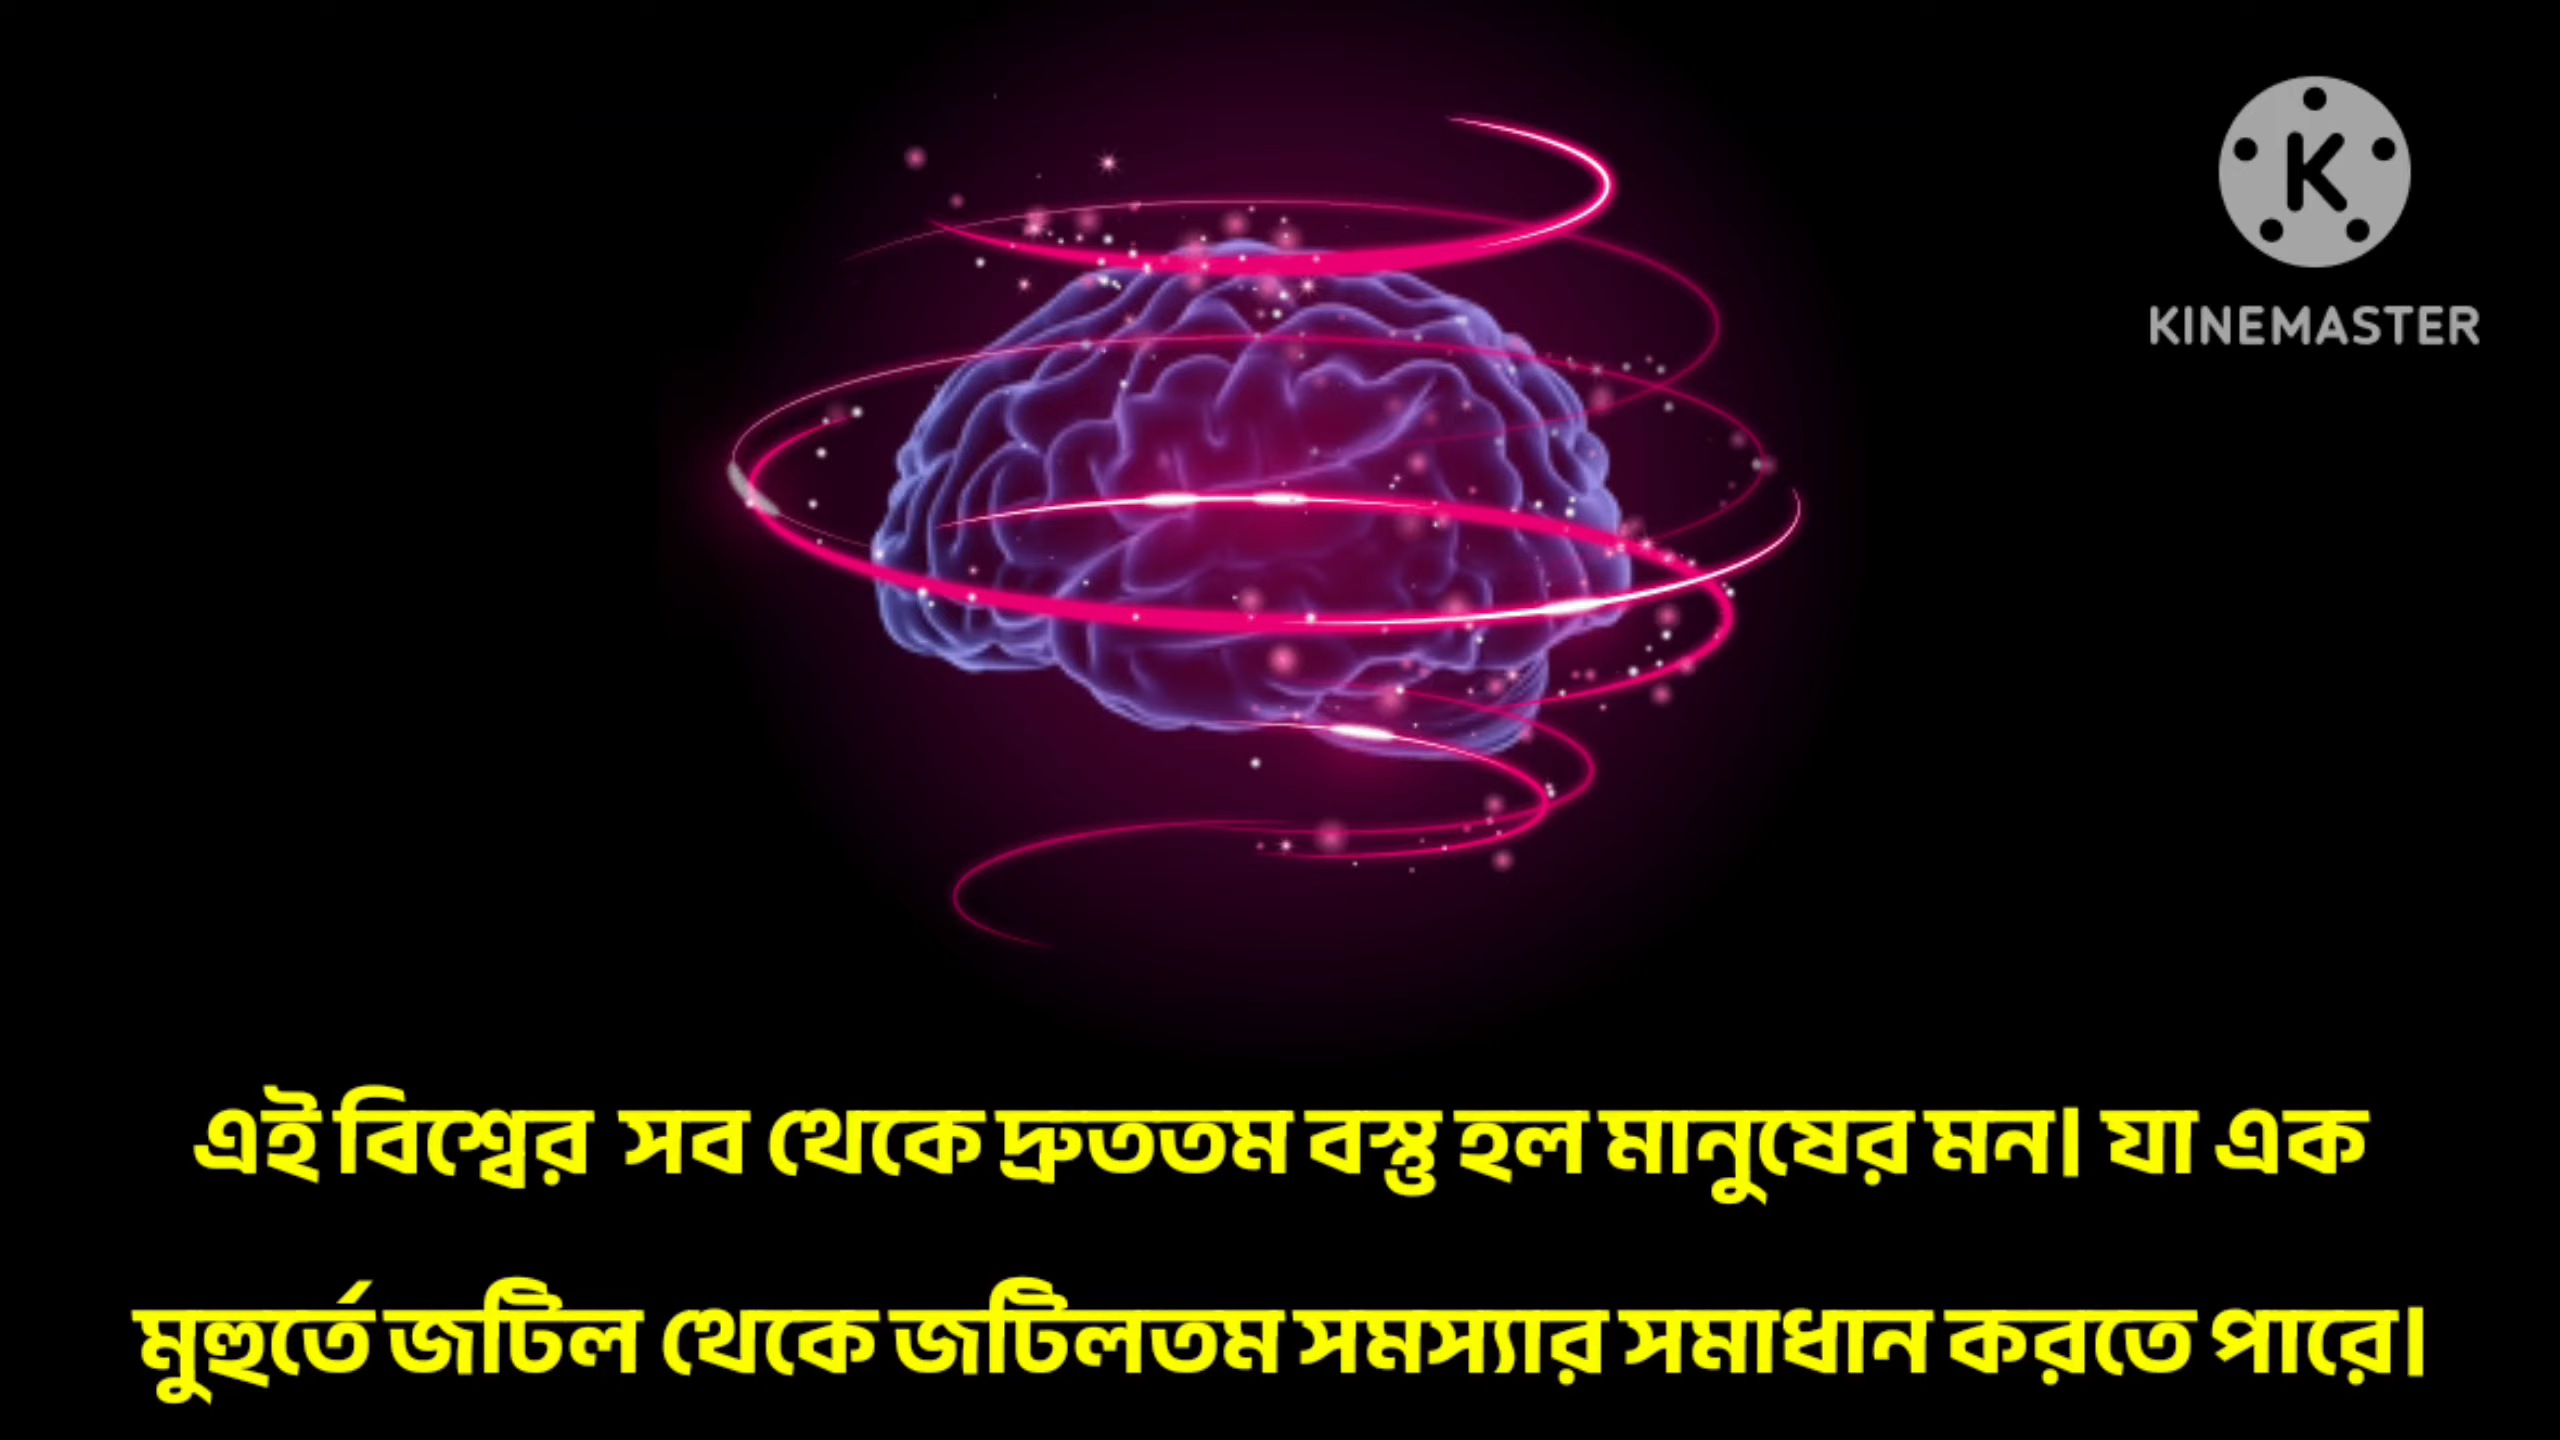 KINEMASTER
এই বিশ্বের সব থেকে দ্রুততম বস্তু হল মানুষের মন। যা এক
মুহুর্তে জটিল থেকে জটিলতম সমস্যার সমাধান করতে পারে।